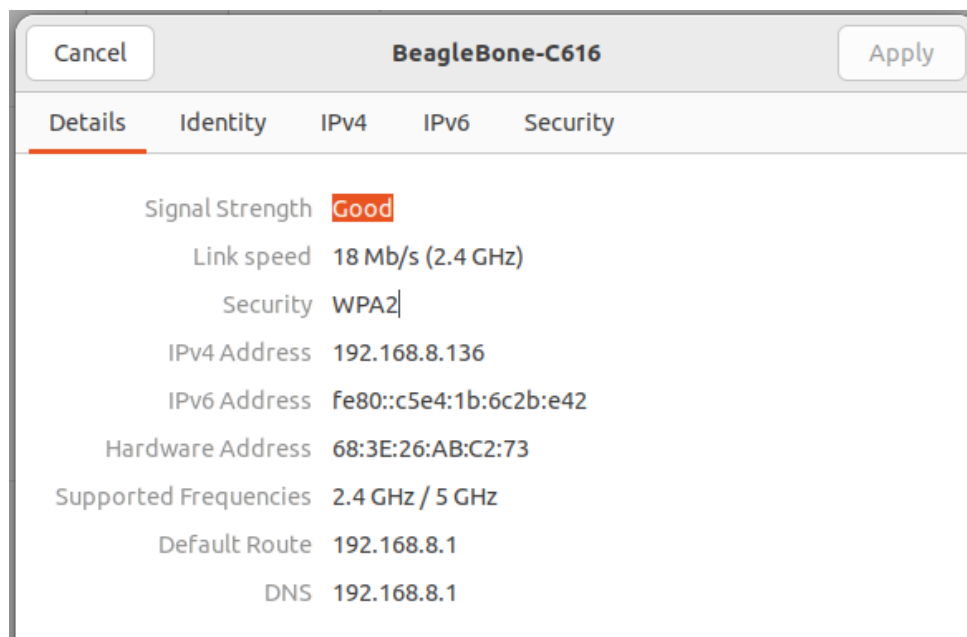 Cancel BeagleBone-C616 Apply
Details Identity IPv4 IPv6 Security
Signal Strength Good
Link speed 18 Mb/s (2.4 GHz)
Security WPA2
IPv4 Address 192.168.8.136
IPv6 Address fe80::c5e4:1b:6c2b:e42
Hardware Address 68:3E:26:AB:C2:73
Supported Frequencies 2.4 GHz / 5 GHz
Default Route 192.168.8.1
DNS 192.168.8.1